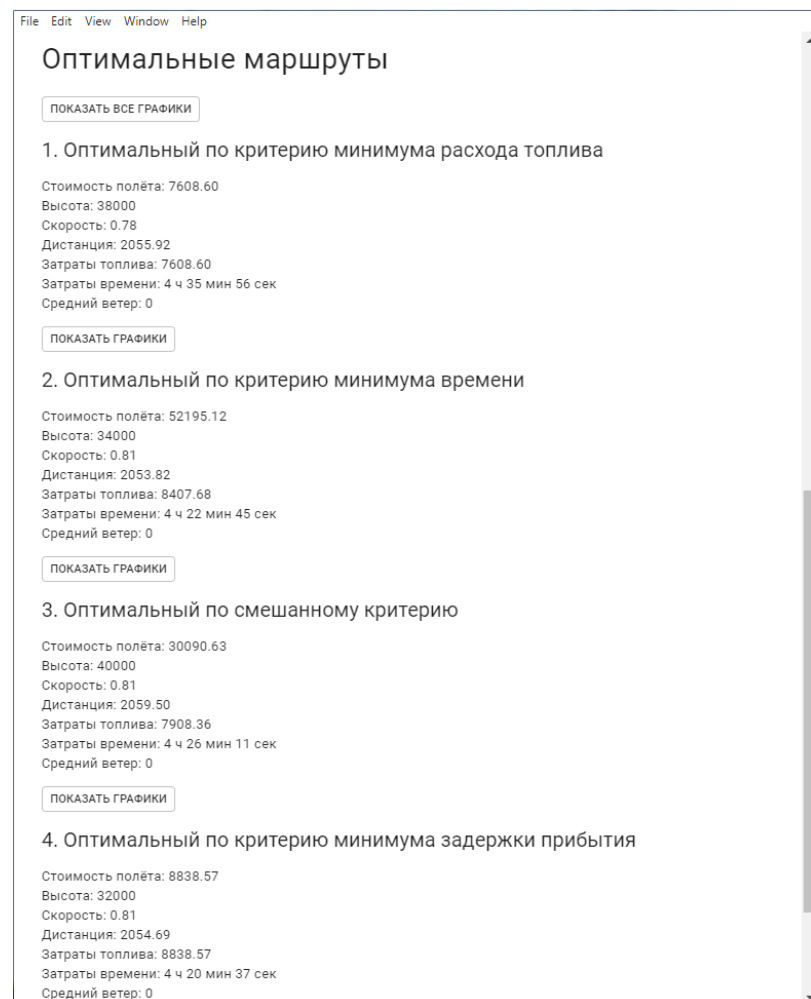 File Edit View Window Help
Оптимальные маршруты
ПОКАЗАТЬ ВСЕ ГРАФИКИ
1. Оптимальный по критерию минимума расхода топлива
Стоимость полёта: 7608.60
Высота: 38000
Скорость: 0.78
Дистанция: 2055.92
Затраты топлива: 7608.60
Затраты времени: 4 ч 35 мин 56 сек
Средний ветер: 0
ПОКАЗАТЬ ГРАФИКИ
2. Оптимальный по критерию минимума времени
Стоимость полёта: 52195.12
Высота: 34000
Скорость: 0.81
Дистанция: 2053.82
Затраты топлива: 8407.68
Затраты времени: 4 ч 22 мин 45 сек
Средний ветер: 0
ПОКАЗАТЬ ГРАФИКИ
3. Оптимальный по смешанному критерию
Стоимость полёта: 30090.63
Высота: 40000
Скорость: 0.81
Дистанция: 2059.50
Затраты топлива: 7908.36
Затраты времени: 4 ч 26 мин 11 сек
Средний ветер: 0
ПОКАЗАТЬ ГРАФИКИ
4. Оптимальный по критерию минимума задержки прибытия
Стоимость полёта: 8838.57
Высота: 32000
Скорость: 0.81
Дистанция: 2054.69
Затраты топлива: 8838.57
Затраты времени: 4 ч 20 мин 37 сек
Средний ветер: 0